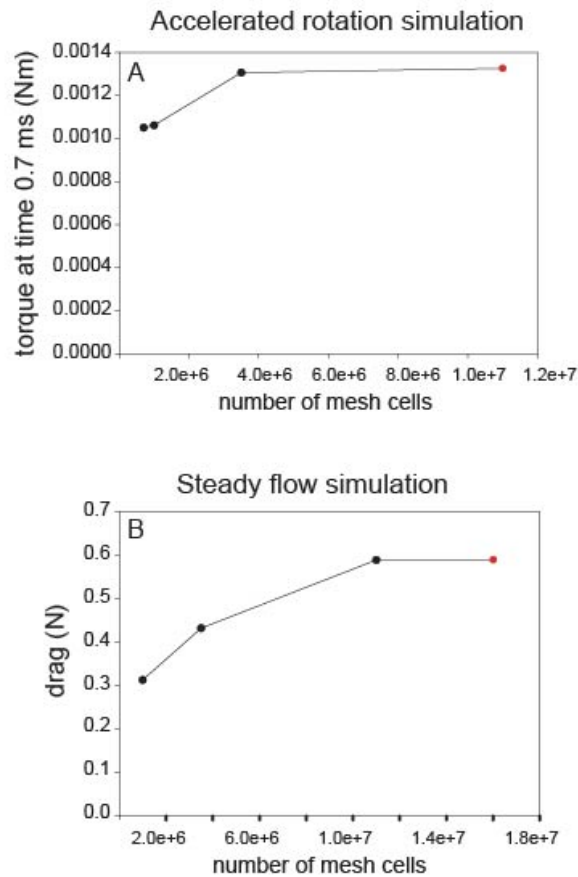 Accelerated rotation simulation
A
torque at time 0.7 ms (Nm)
0.0014
0.0012
0.0010
0.0008
0.0006
0.0004
0.0002
0.0000
2.0e+6 4.0e+6 6.0e+6 8.0e+6 1.0e+7 1.2e+7
number of mesh cells
Steady flow simulation
B
drag (N)
0.7
0.6
0.5
0.4
0.3
0.2
0.1
0.0
2.0e+6 6.0e+6 1.0e+7 1.4e+7 1.8e+7
number of mesh cells